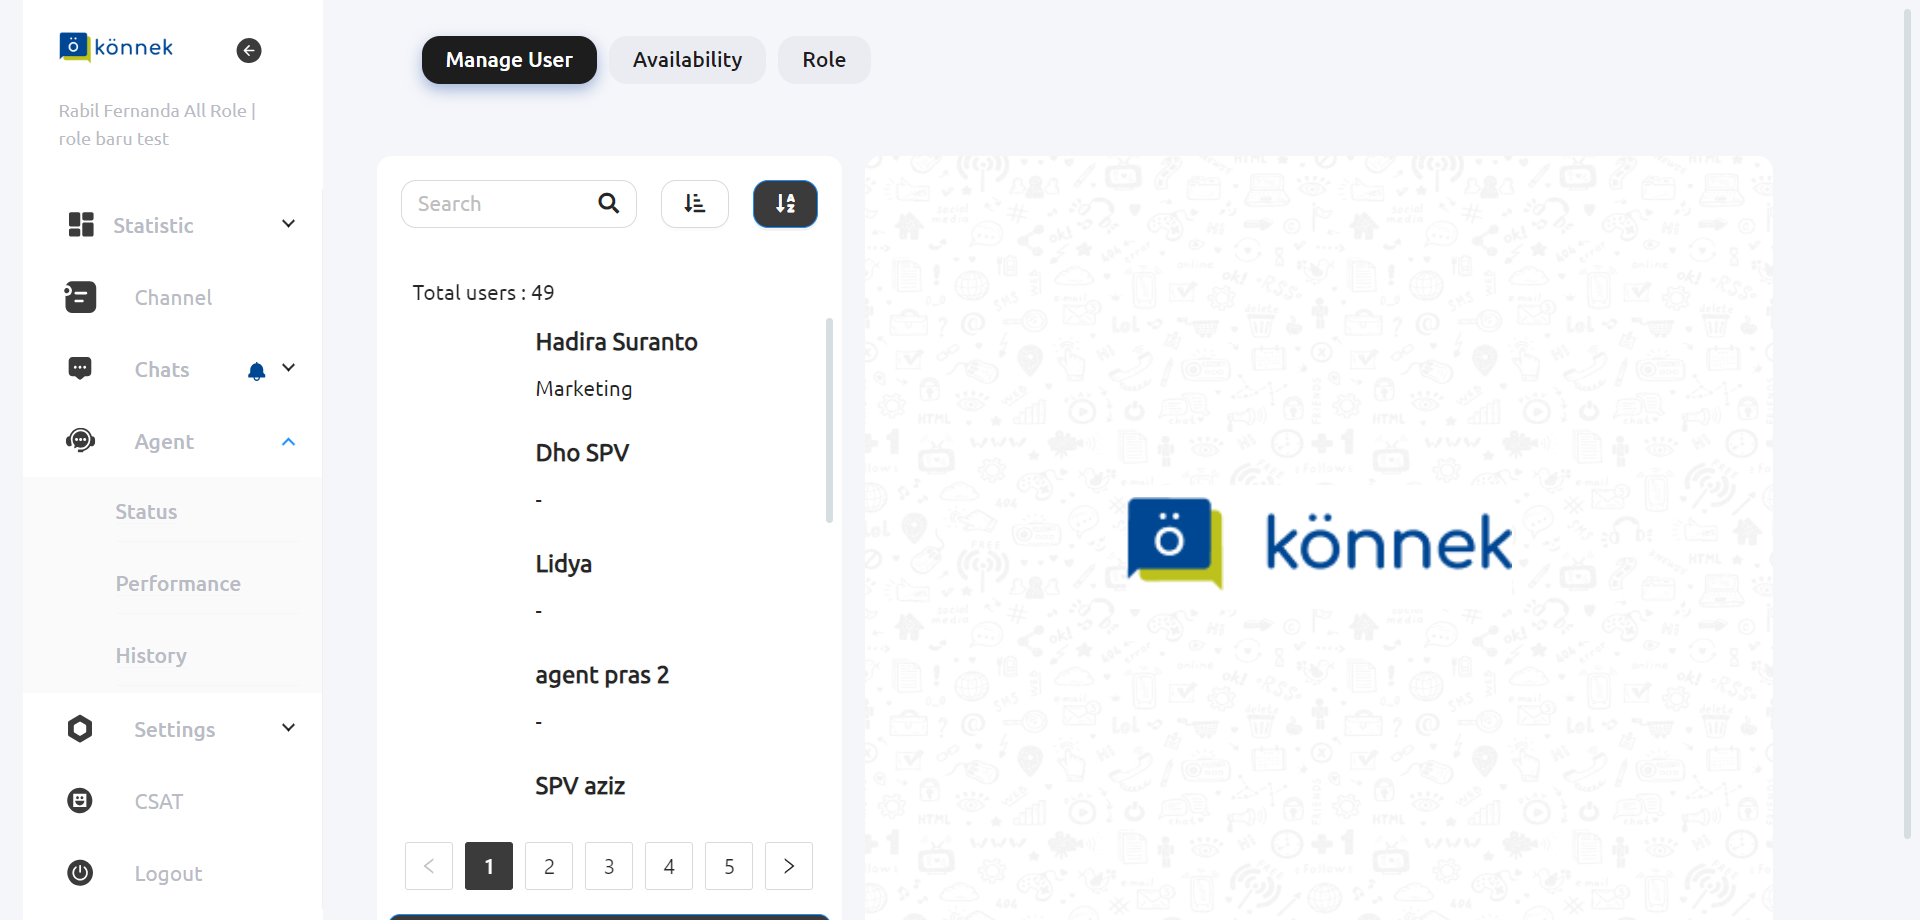 könnek
Rabil Fernanda All Role |
role baru test
Statistic
Channel
Chats
Agent
Status
Performance
History
Settings
CSAT
Logout
Manage User
Availability
Role
Search
Total users : 49
Hadira Suranto
Marketing
Dho SPV
-
Lidya
-
agent pras 2
-
SPV aziz
1
2
3
4
5
könnek